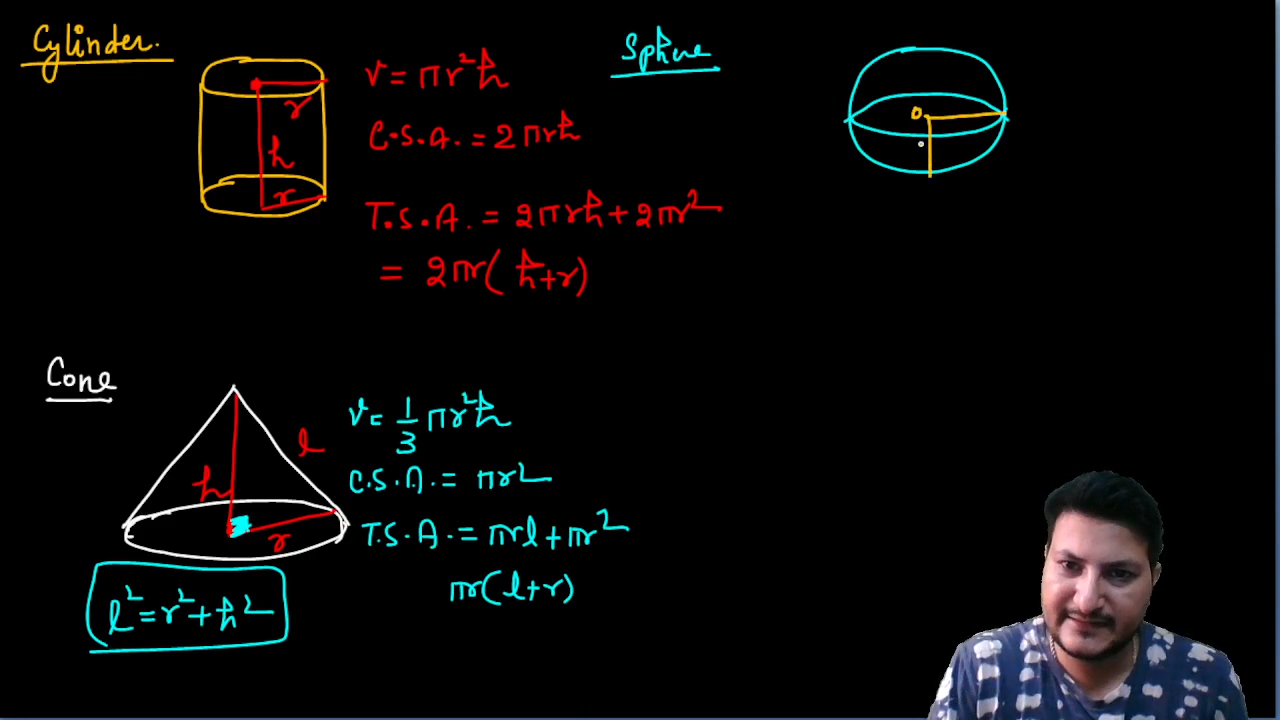 Cylinder.
r
h
r
V = πr²h
C.S.A. = 2πrh
T.S.A. = 2πrh + 2πr²
= 2πr(h+r)
Sphere
O
Cone
l
h
r
V = 1/3 πr²h
C.S.A. = πrl
T.S.A. = πrl + πr²
πr(l+r)
l² = r² + h²